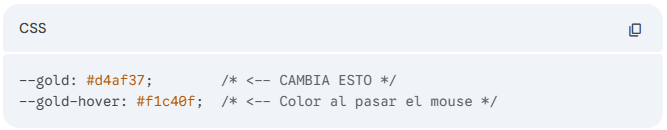 CSS
--gold: #d4af37;        /* <-- CAMBIA ESTO */
--gold-hover: #f1c40f;  /* <-- Color al pasar el mouse */